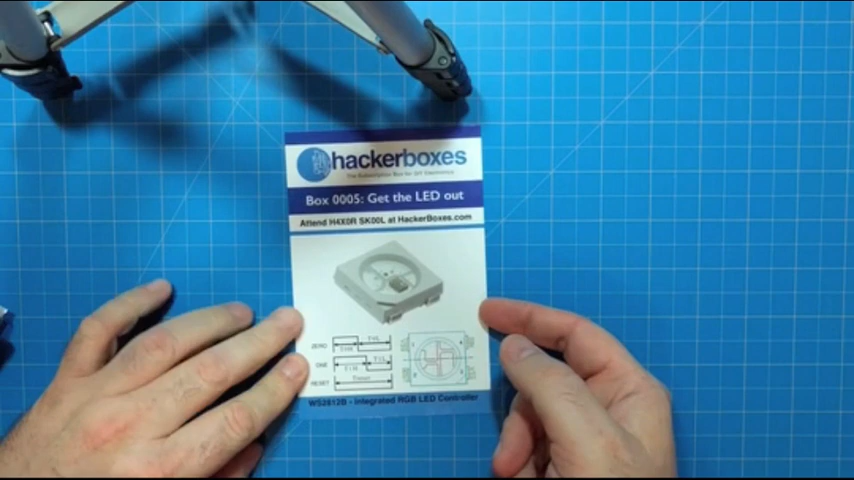 hackerboxes
The Subscription Box for DIY Electronics
Box 0005: Get the LED out
Attend H4X0R SK00L at HackerBoxes.com
ZERO
ONE
RESET
WS2812B - Integrated RGB LED Controller